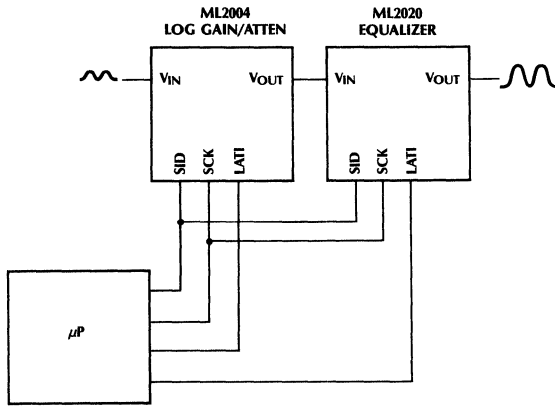 ML2004
LOG GAIN/ATTEN
ML2020
EQUALIZER
VIN
VOUT
VIN
VOUT
SID
SCK
LATI
SID
SCK
LATI
μP